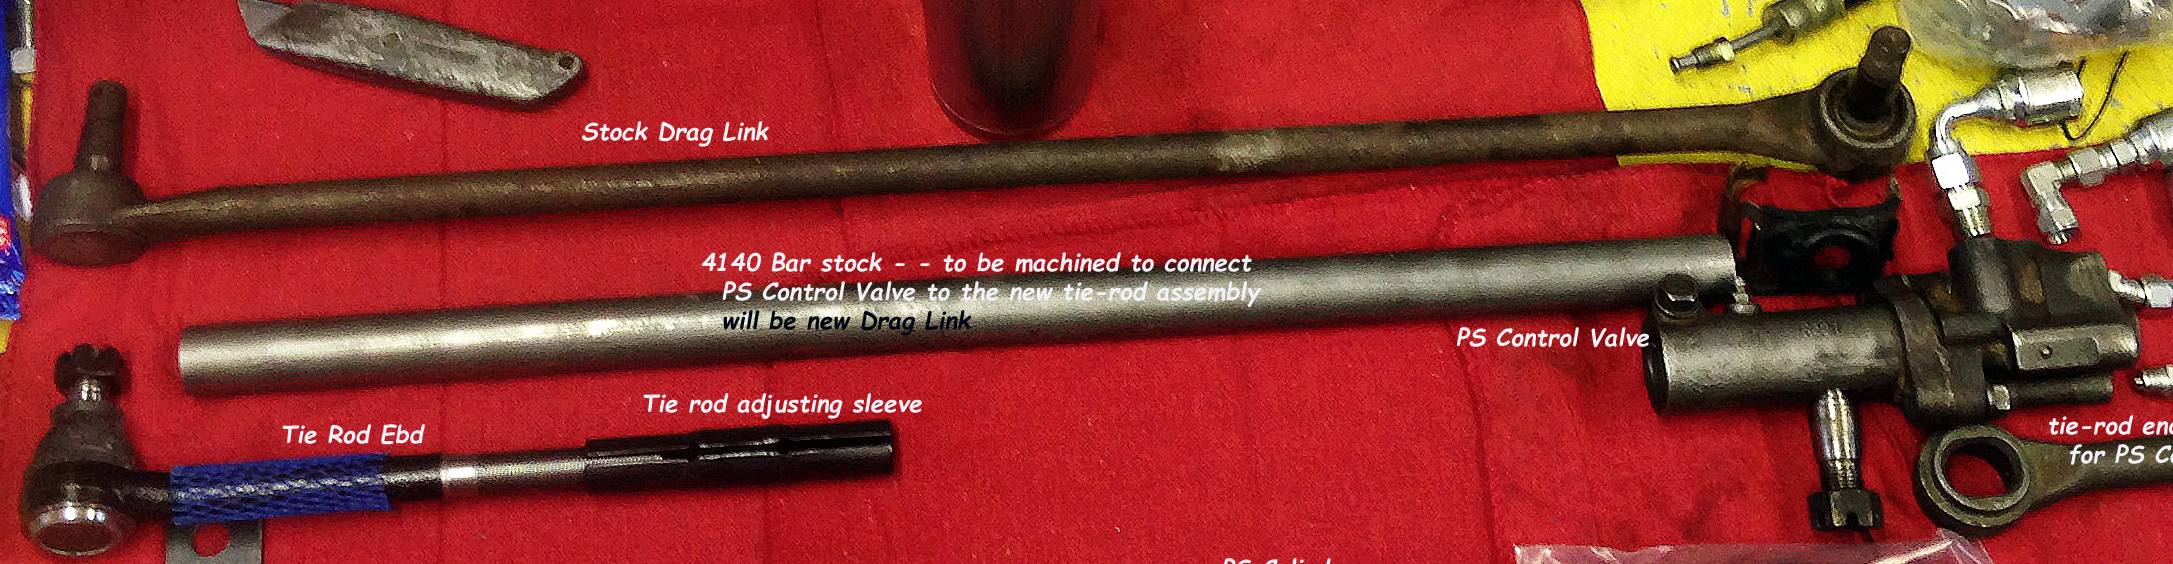 Stock Drag Link
4140 Bar stock - - to be machined to connect
PS Control Valve to the new tie-rod assembly
will be new Drag Link
PS Control Valve
Tie rod adjusting sleeve
Tie Rod Ebd
tie-rod
for PS